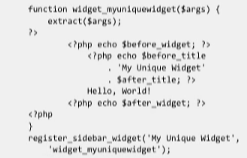 function widget_myuniquewidget($args) {
extract($args);
?>
<?php echo $before_widget; ?>
<?php echo $before_title
. 'My Unique Widget'
. $after_title; ?>
Hello, World!
<?php echo $after_widget; ?>
<?php
}
register_sidebar_widget('My Unique Widget',
'widget_myuniquewidget');